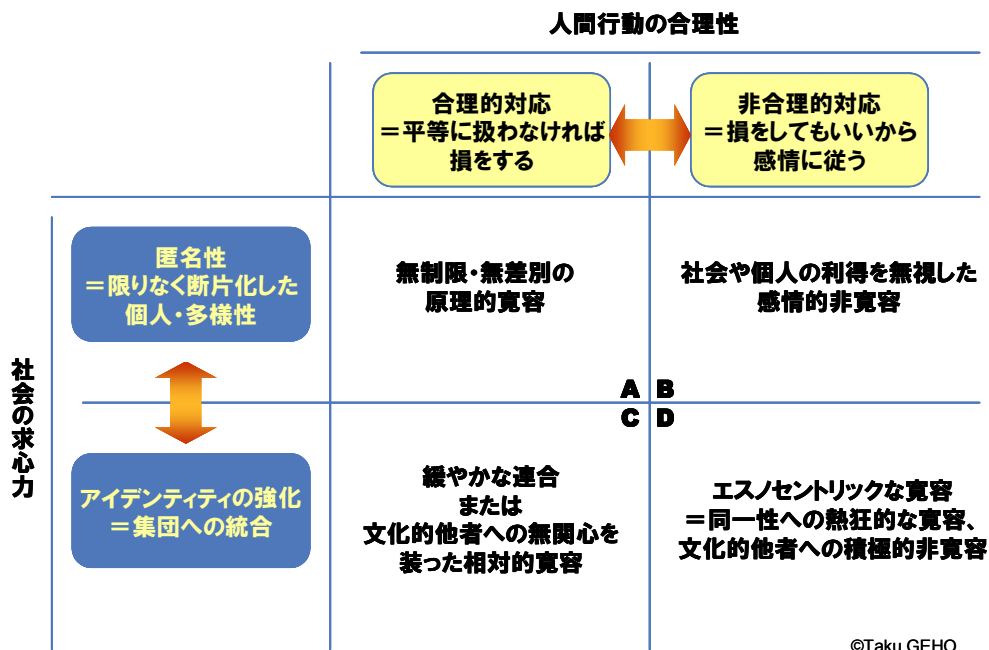 人間行動の合理性
合理的対応
＝平等に扱わなければ
損をする
非合理的対応
＝損をしてもいいから
感情に従う
社会の求心力
匿名性
＝限りなく断片化した
個人・多様性
無制限・無差別の
原理的寛容
社会や個人の利得を無視した
感情的非寛容
A B
C D
アイデンティティの強化
＝集団への統合
緩やかな連合
または
文化的他者への無関心を
装った相対的寛容
エスノセントリックな寛容
＝同一性への熱狂的な寛容、
文化的他者への積極的非寛容
©Taku GEHO